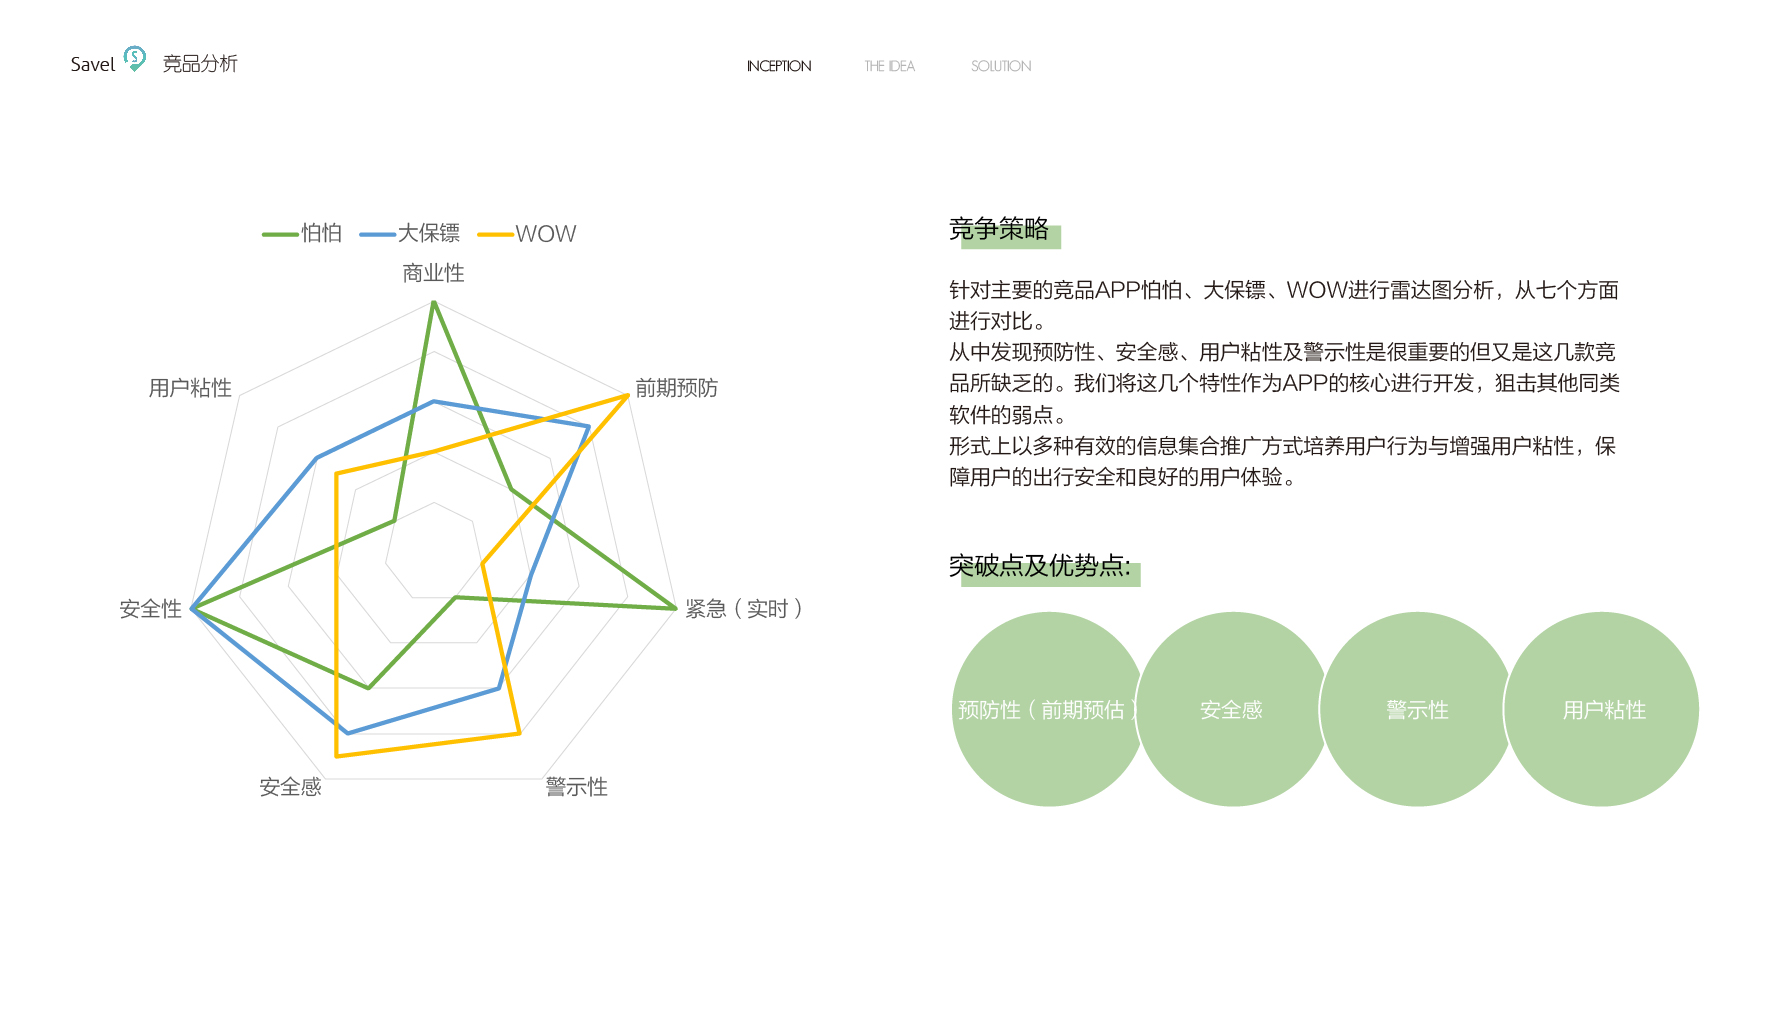 Savel
竞品分析
INCEPTION
THE IDEA
SOLUTION
怕怕
大保镖
WOW
商业性
用户粘性
前期预防
安全性
紧急（实时）
安全感
警示性
竞争策略
针对主要的竞品APP怕怕、大保镖、WOW进行雷达图分析，从七个方面
进行对比。
从中发现预防性、安全感、用户粘性及警示性是很重要的但又是这几款竞
品所缺乏的。我们将这几个特性作为APP的核心进行开发，狙击其他同类
软件的弱点。
形式上以多种有效的信息集合推广方式培养用户行为与增强用户粘性，保
障用户的出行安全和良好的用户体验。
突破点及优势点:
预防性（前期预估）
安全感
警示性
用户粘性